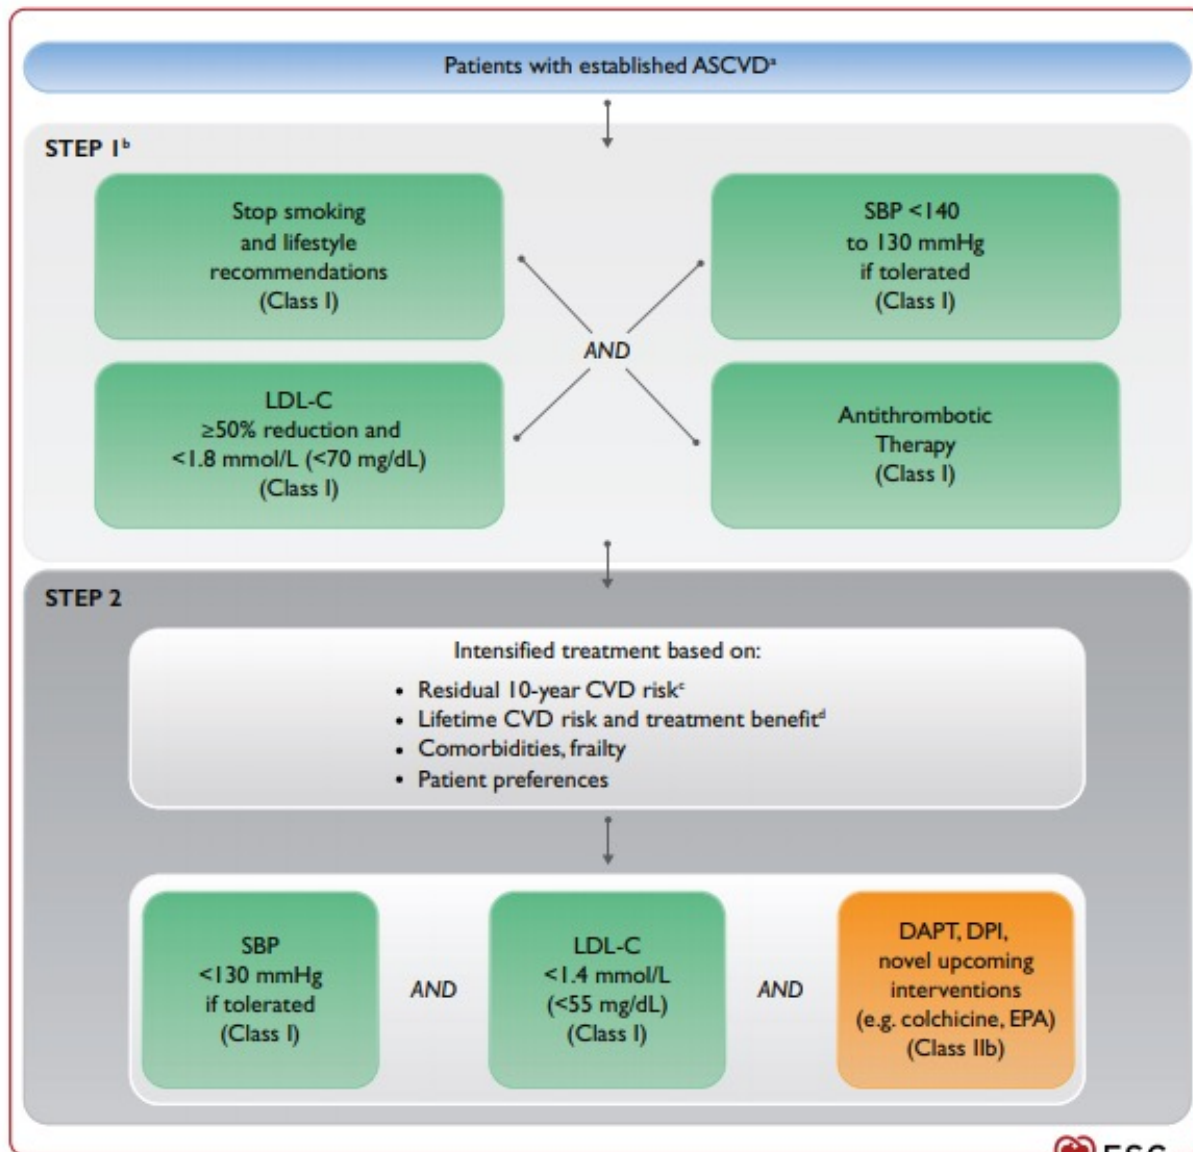 Patients with established ASCVDᵃ
STEP 1ᵇ
Stop smoking
and lifestyle
recommendations
(Class I)
SBP <140
to 130 mmHg
if tolerated
(Class I)
AND
LDL-C
≥50% reduction and
<1.8 mmol/L (<70 mg/dL)
(Class I)
Antithrombotic
Therapy
(Class I)
STEP 2
Intensified treatment based on:
• Residual 10-year CVD riskᶜ
• Lifetime CVD risk and treatment benefitᵈ
• Comorbidities, frailty
• Patient preferences
SBP
<130 mmHg
if tolerated
(Class I)
AND
LDL-C
<1.4 mmol/L
(<55 mg/dL)
(Class I)
AND
DAPT, DPI,
novel upcoming
interventions
(e.g. colchicine, EPA)
(Class IIb)
ESC